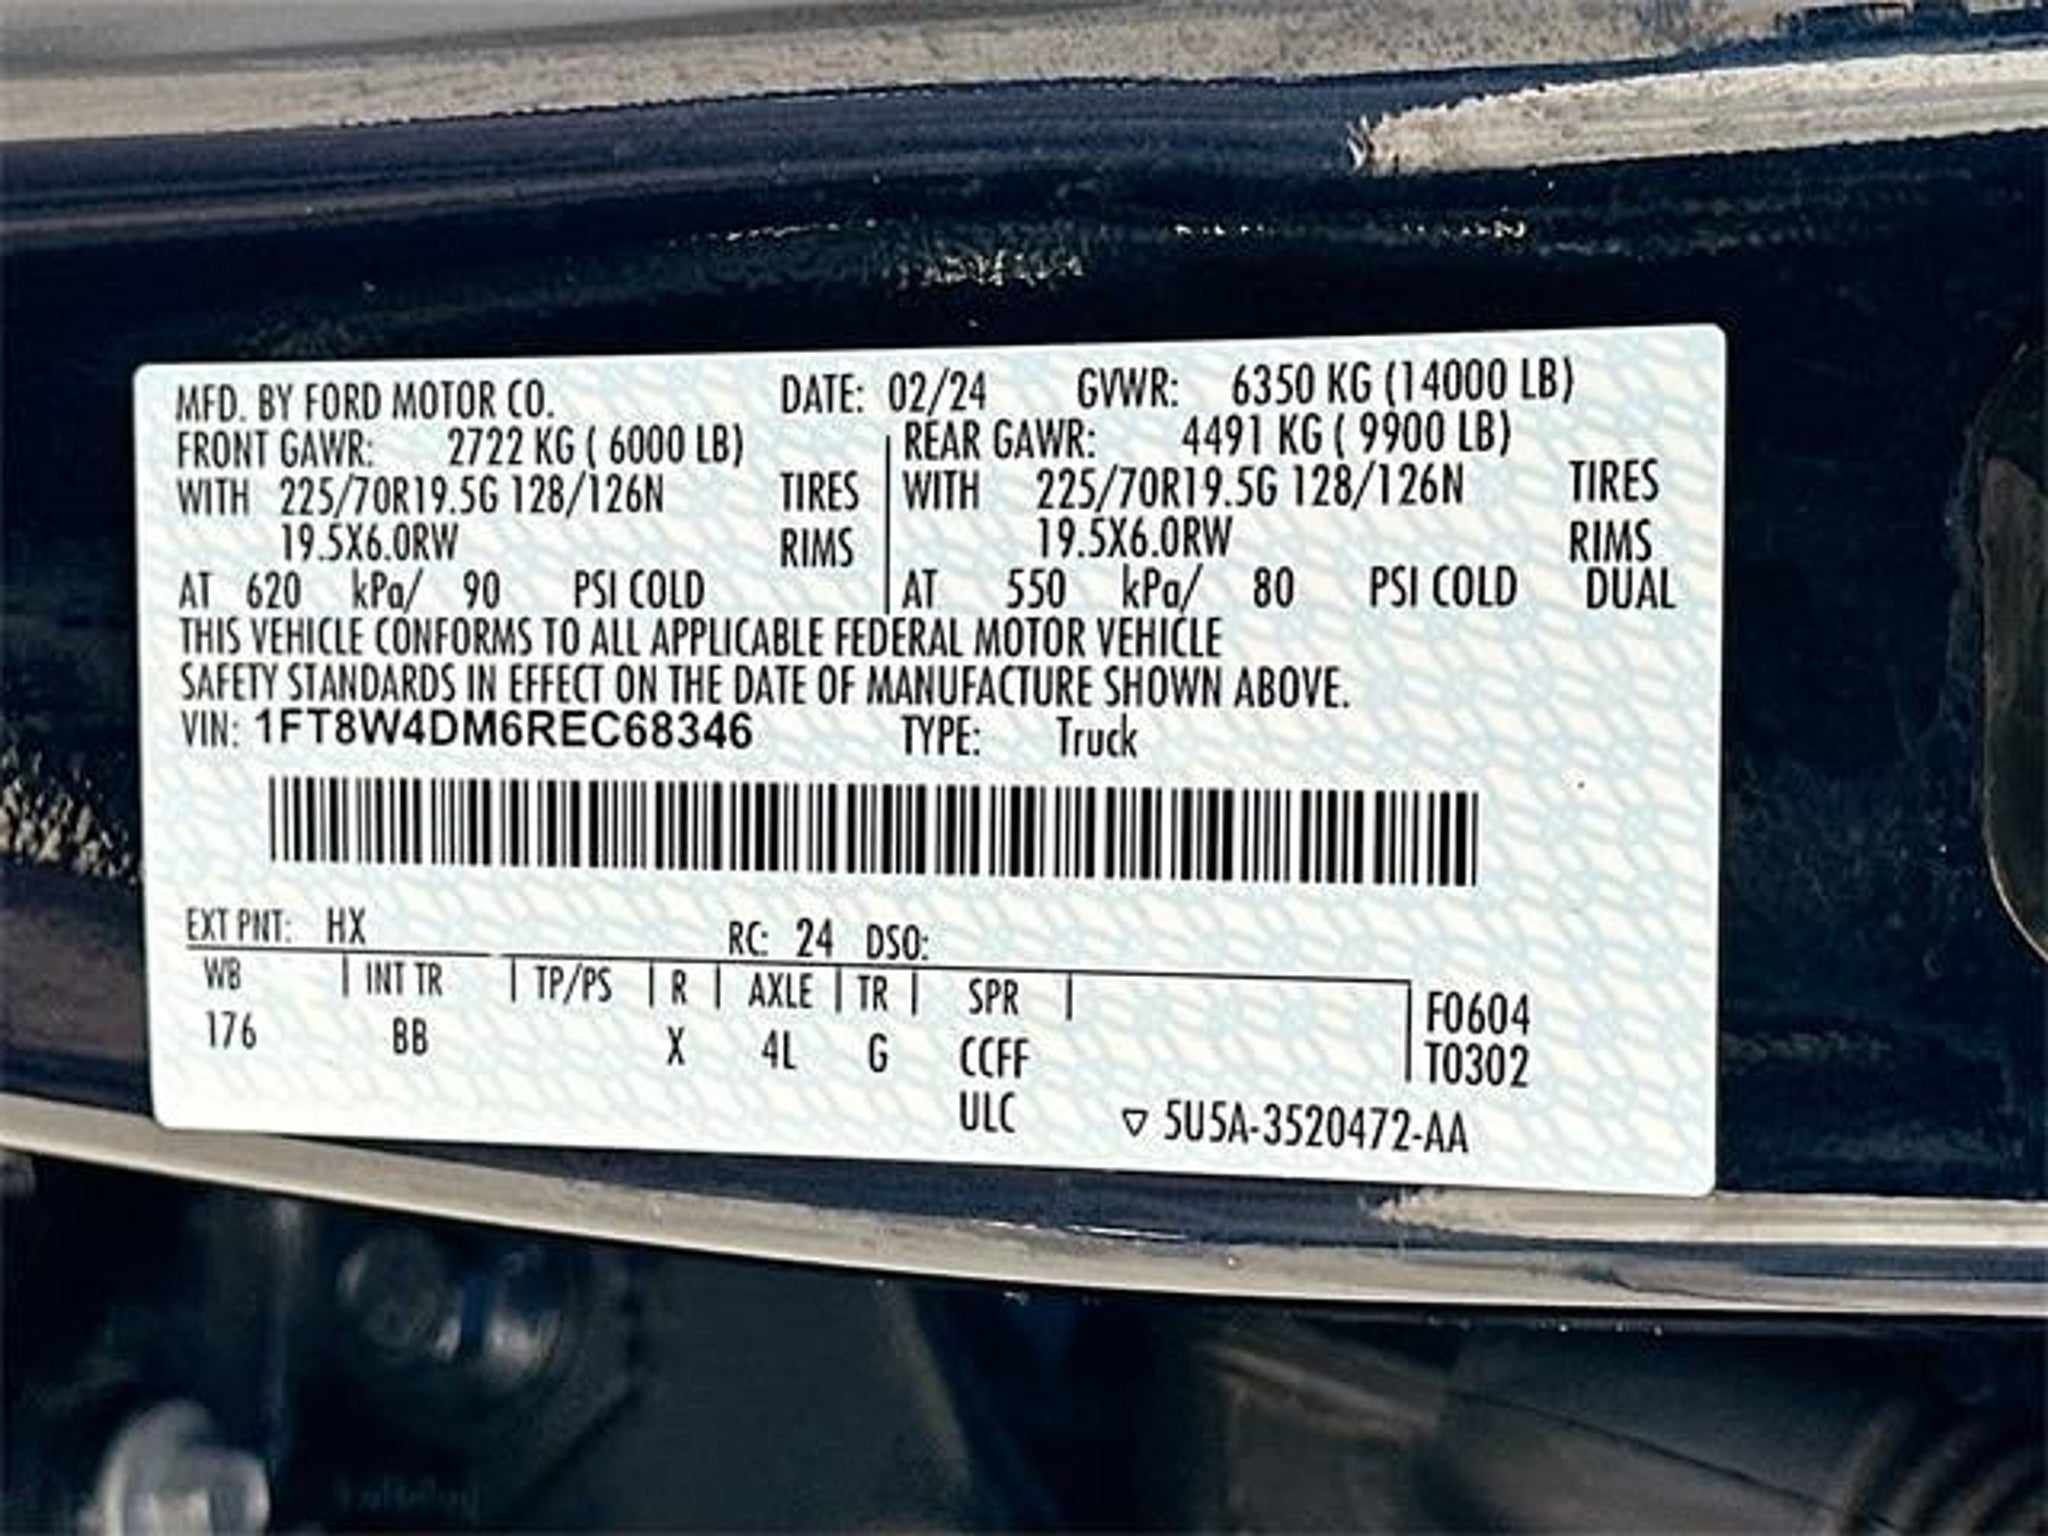 MFD. BY FORD MOTOR CO. DATE: 02/24 GVWR: 6350 KG (14000 LB)
FRONT GAWR: 2722 KG ( 6000 LB) REAR GAWR: 4491 KG ( 9900 LB)
WITH 225/70R19.5G 128/126N TIRES WITH 225/70R19.5G 128/126N TIRES
19.5X6.0RW RIMS 19.5X6.0RW RIMS
AT 620 kPa/ 90 PSI COLD AT 550 kPa/ 80 PSI COLD DUAL
THIS VEHICLE CONFORMS TO ALL APPLICABLE FEDERAL MOTOR VEHICLE
SAFETY STANDARDS IN EFFECT ON THE DATE OF MANUFACTURE SHOWN ABOVE.
VIN: 1FT8W4DM6REC68346 TYPE: Truck
EXT PNT: HX RC: 24 DSO:
WB INT TR TP/PS R AXLE TR SPR F0604
176 BB X 4L G CCFF T0302
ULC ▽ 5U5A-3520472-AA